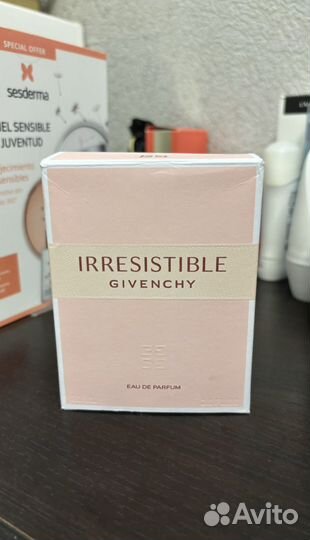 SPECIAL OFFER
sesderma
IEL SENSIBLE
JUVENTUD
IRRESISTIBLE
GIVENCHY
EAU DE PARFUM
Avito